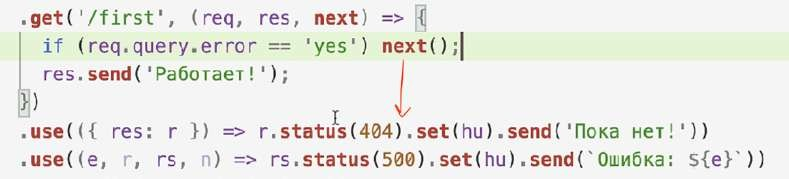 .get('/first', (req, res, next) => {
if (req.query.error == 'yes') next();
res.send('Работает!');
})
.use(({ res: r }) => r.status(404).set(hu).send('Пока нет!'))
.use((e, r, rs, n) => rs.status(500).set(hu).send(`Ошибка: ${e}`))